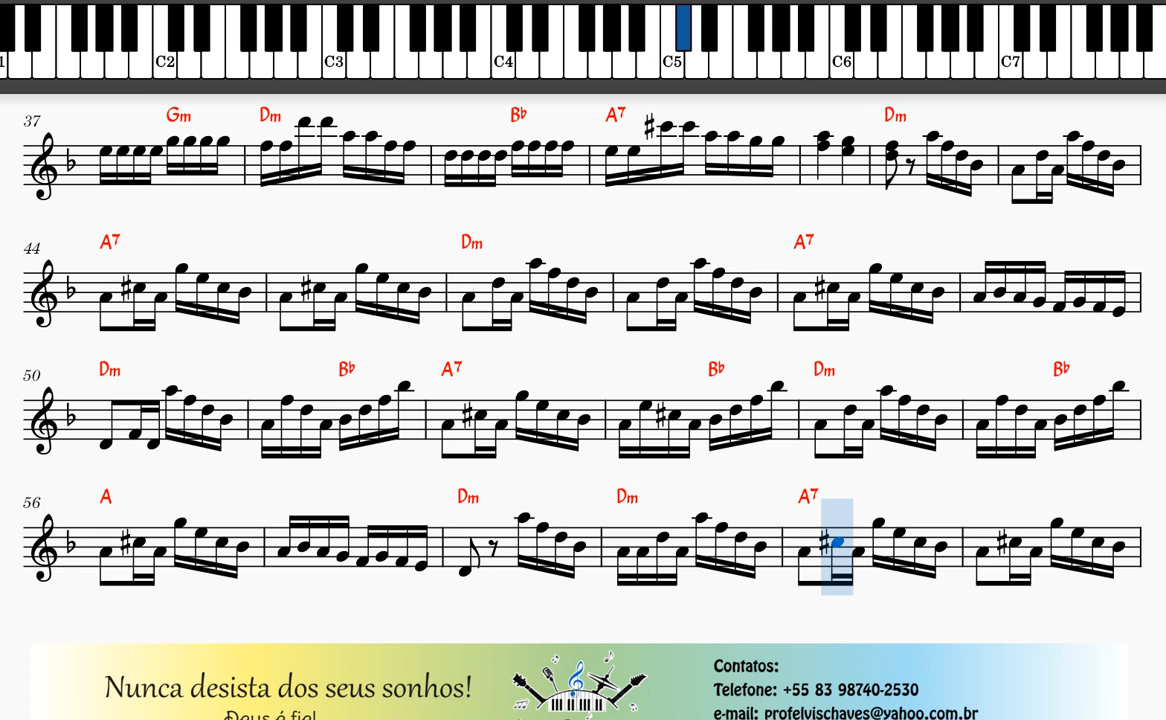 1 C2 C3 C4 C5 C6 C7
37 Gm Dm B♭ A7 Dm
44 A7 Dm A7
50 Dm B♭ A7 B♭ Dm B♭
56 A Dm Dm A7
Nunca desista dos seus sonhos!
Deus é fiel
Contatos:
Telefone: +55 83 98740-2530
e-mail: profelvischaves@yahoo.com.br